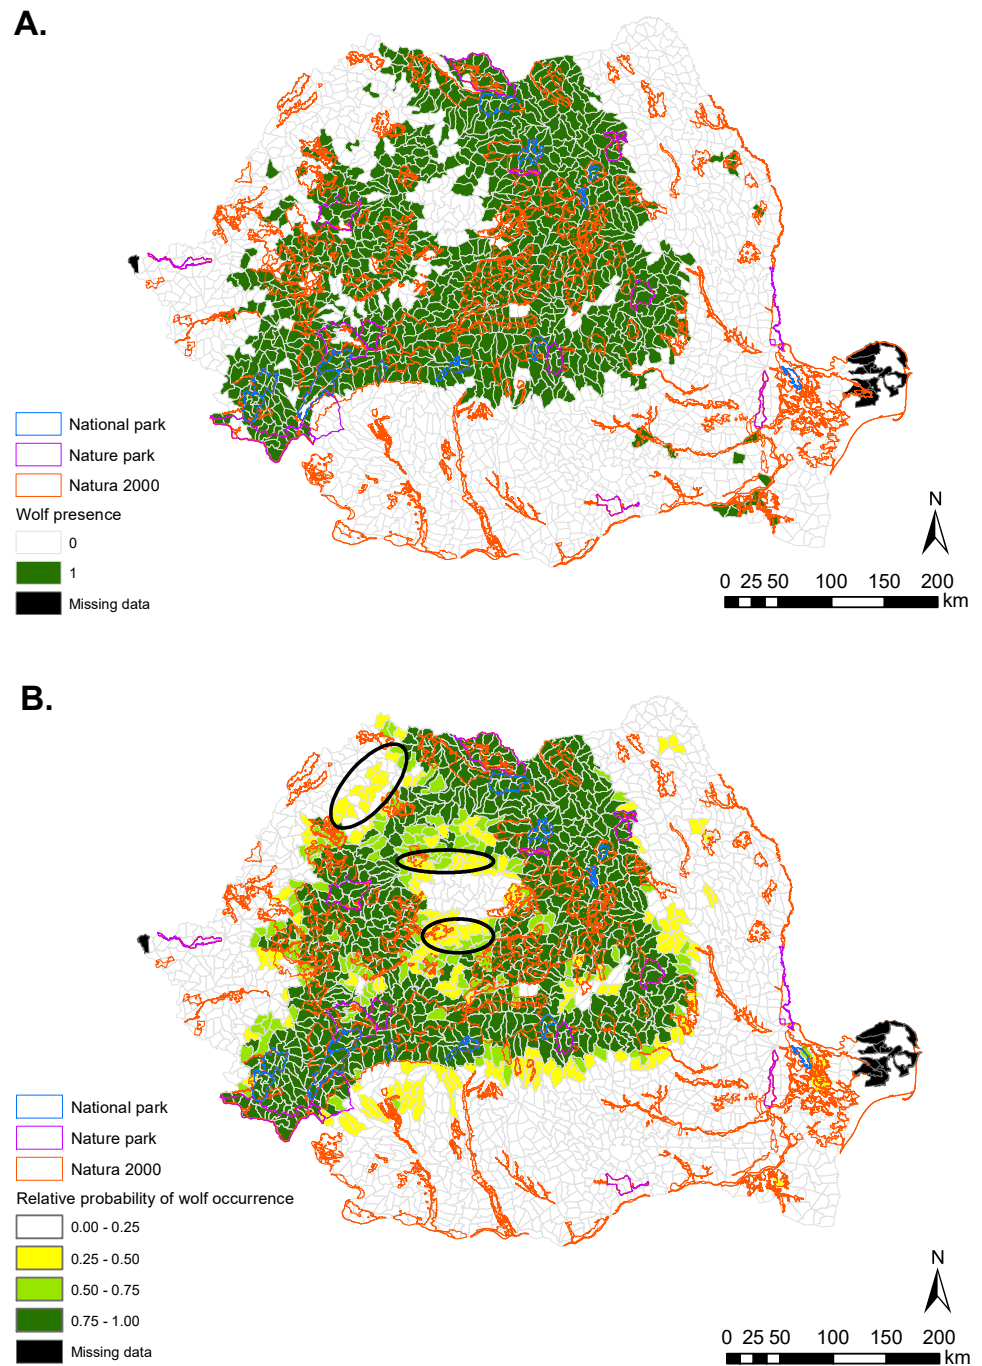 A.
National park
Nature park
Natura 2000
Wolf presence
0
1
Missing data
N
0 25 50 100 150 200
km
B.
National park
Nature park
Natura 2000
Relative probability of wolf occurrence
0.00 - 0.25
0.25 - 0.50
0.50 - 0.75
0.75 - 1.00
Missing data
N
0 25 50 100 150 200
km